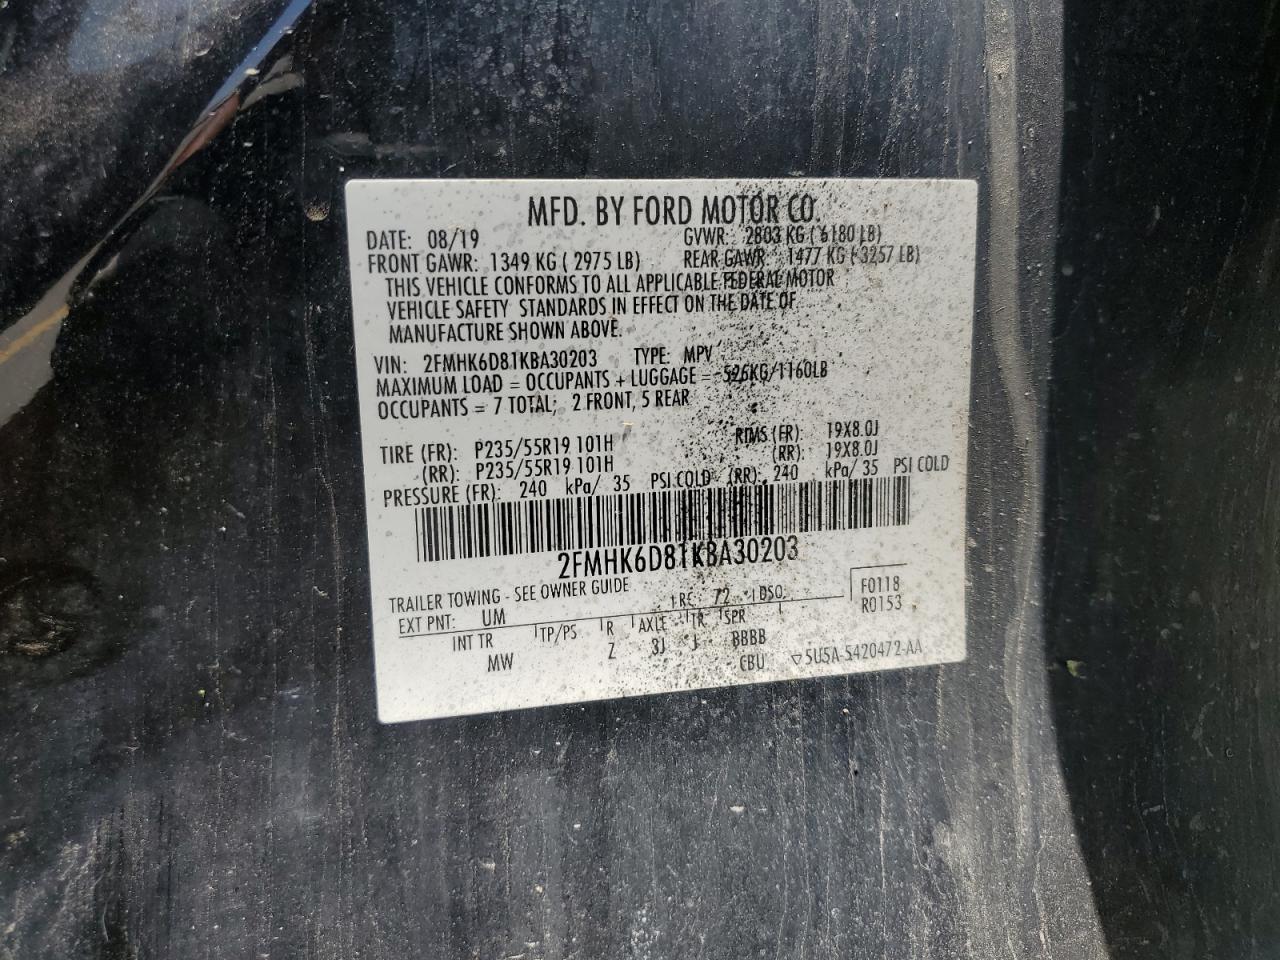 MFD. BY FORD MOTOR CO.
DATE: 08/19 GVWR: 2803 KG ( 6180 LB)
FRONT GAWR: 1349 KG ( 2975 LB) REAR GAWR: 1477 KG ( 3257 LB)
THIS VEHICLE CONFORMS TO ALL APPLICABLE FEDERAL MOTOR
VEHICLE SAFETY STANDARDS IN EFFECT ON THE DATE OF
MANUFACTURE SHOWN ABOVE.
VIN: 2FMHK6D81KBA30203 TYPE: MPV
MAXIMUM LOAD = OCCUPANTS + LUGGAGE = 526KG/1160LB
OCCUPANTS = 7 TOTAL; 2 FRONT, 5 REAR
TIRE (FR): P235/55R19 101H RIMS (FR): 19X8.0J
(RR): P235/55R19 101H (RR): 19X8.0J
PRESSURE (FR): 240 kPa/ 35 PSI COLD (RR): 240 kPa/ 35 PSI COLD
2FMHK6D81KBA30203
TRAILER TOWING - SEE OWNER GUIDE
EXT PNT: UM RC: 72 DSO: F0118
R0153
INT TR TP/PS R AXLE TR SPR
MW Z 3J J BBBB
CBU ▽5U5A-5420472-AA